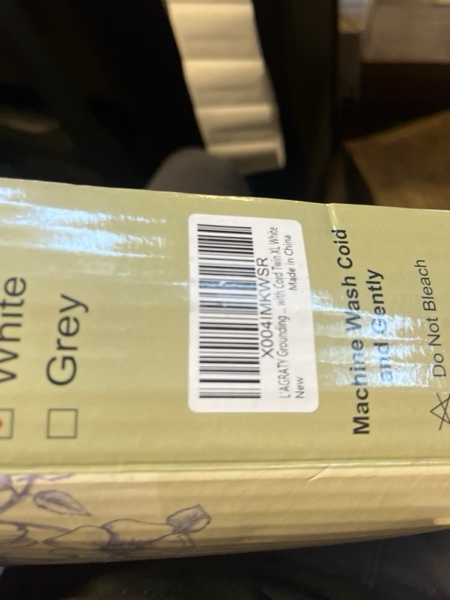 White
Grey
X004IMKWSR
L'AGRATY Grounding ... with Cord Twin XL White
New
Made in China
Machine Wash Cold
and Gently
Do Not Bleach